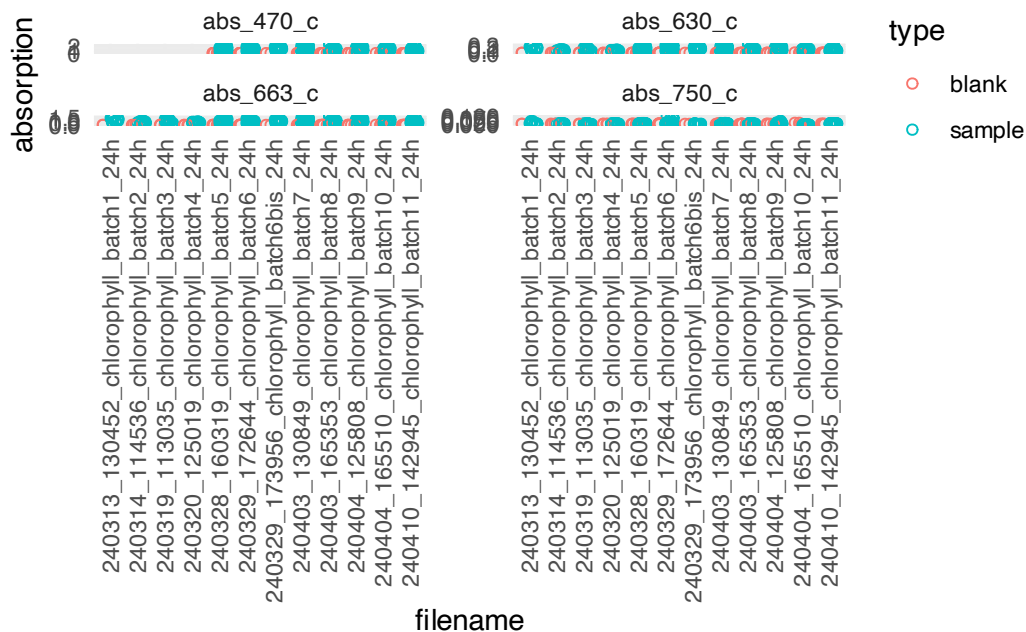 abs_470_c
abs_630_c
absorption
abs_663_c
abs_750_c
240313_130452_chlorophyll_batch1_24h
240314_114536_chlorophyll_batch2_24h
240319_113035_chlorophyll_batch3_24h
240320_125019_chlorophyll_batch4_24h
240328_160319_chlorophyll_batch5_24h
240329_172644_chlorophyll_batch6_24h
240329_173956_chlorophyll_batch6bis_24h
240403_130849_chlorophyll_batch7_24h
240403_165353_chlorophyll_batch8_24h
240404_125808_chlorophyll_batch9_24h
240404_165510_chlorophyll_batch10_24h
240410_142945_chlorophyll_batch11_24h
240313_130452_chlorophyll_batch1_24h
240314_114536_chlorophyll_batch2_24h
240319_113035_chlorophyll_batch3_24h
240320_125019_chlorophyll_batch4_24h
240328_160319_chlorophyll_batch5_24h
240329_172644_chlorophyll_batch6_24h
240329_173956_chlorophyll_batch6bis_24h
240403_130849_chlorophyll_batch7_24h
240403_165353_chlorophyll_batch8_24h
240404_125808_chlorophyll_batch9_24h
240404_165510_chlorophyll_batch10_24h
240410_142945_chlorophyll_batch11_24h
filename
type
blank
sample